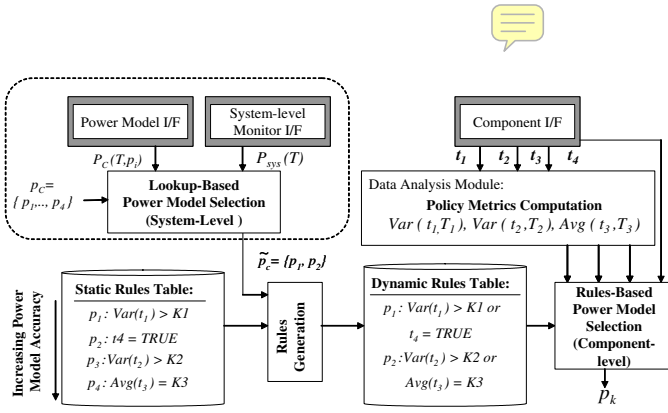 Power Model I/F
System-level
Monitor I/F
Component I/F
P_C(T,p_i)
P_sys(T)
t_1 t_2 t_3 t_4
p_C=
{ p_1,..., p_4}
Lookup-Based
Power Model Selection
(System-Level )
Data Analysis Module:
Policy Metrics Computation
Var ( t_1,T_1), Var ( t_2,T_2), Avg ( t_3,T_3)
p̃_c= {p_1, p_2}
Increasing Power
Model Accuracy
Static Rules Table:
p_1: Var(t_1) > K1
p_2: t4 = TRUE
p_3:Var(t_2) > K2
p_4: Avg(t_3) = K3
Rules
Generation
Dynamic Rules Table:
p_1: Var(t_1) > K1 or
t_4 = TRUE
p_2:Var(t_2) > K2 or
Avg(t_3) = K3
Rules-Based
Power Model
Selection
(Component-
level)
p_k